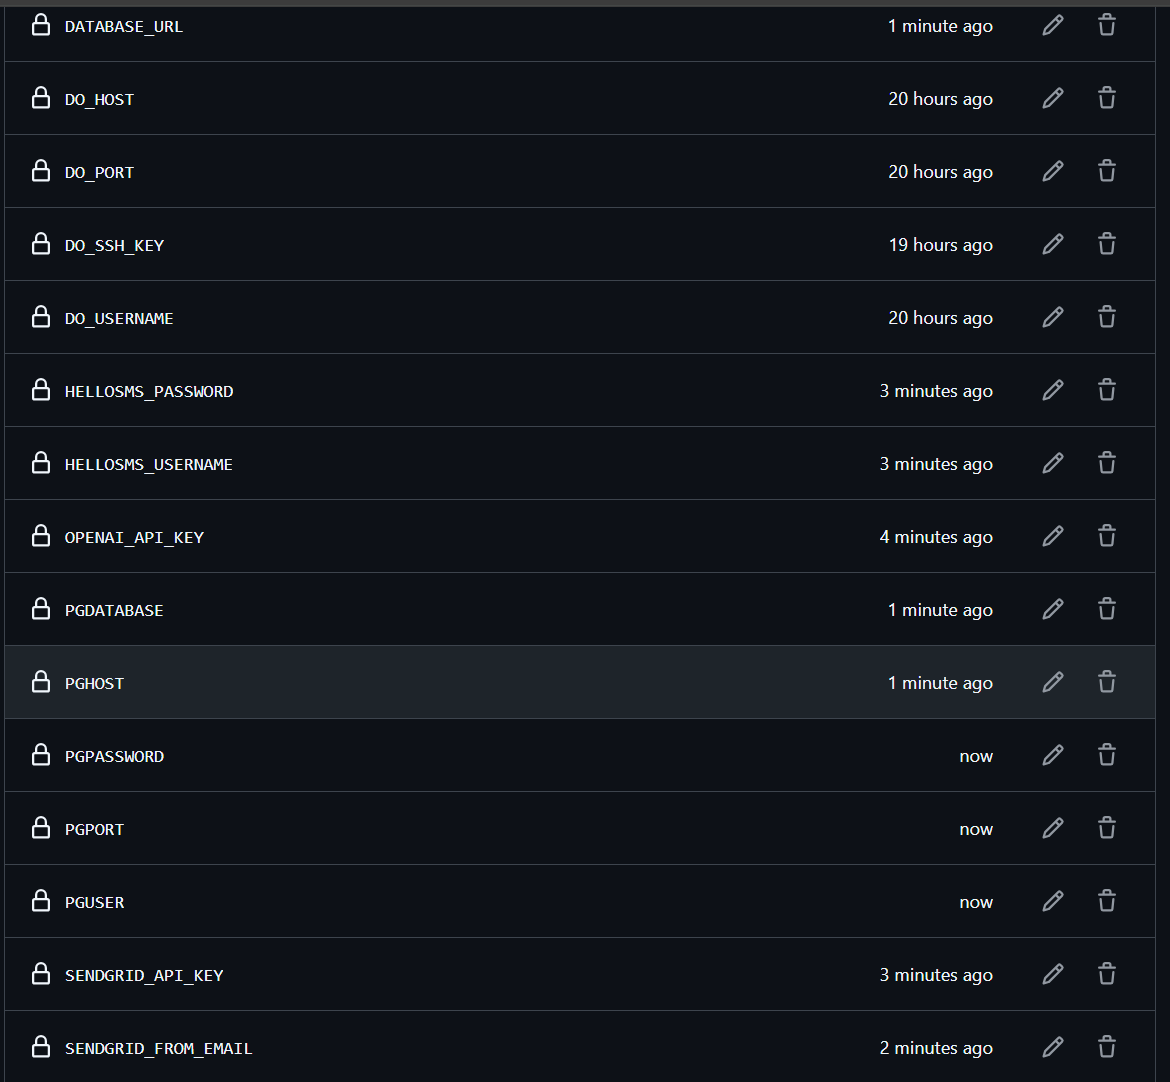 DATABASE_URL 1 minute ago
DO_HOST 20 hours ago
DO_PORT 20 hours ago
DO_SSH_KEY 19 hours ago
DO_USERNAME 20 hours ago
HELLOSMS_PASSWORD 3 minutes ago
HELLOSMS_USERNAME 3 minutes ago
OPENAI_API_KEY 4 minutes ago
PGDATABASE 1 minute ago
PGHOST 1 minute ago
PGPASSWORD now
PGPORT now
PGUSER now
SENDGRID_API_KEY 3 minutes ago
SENDGRID_FROM_EMAIL 2 minutes ago